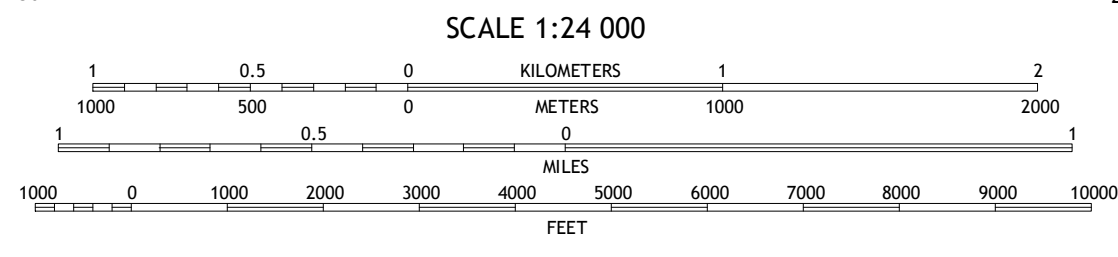 SCALE 1:24 000
1 0.5 0 KILOMETERS 1 2
1000 500 0 METERS 1000 2000
1 0.5 0 1
MILES
1000 0 1000 2000 3000 4000 5000 6000 7000 8000 9000 10000
FEET